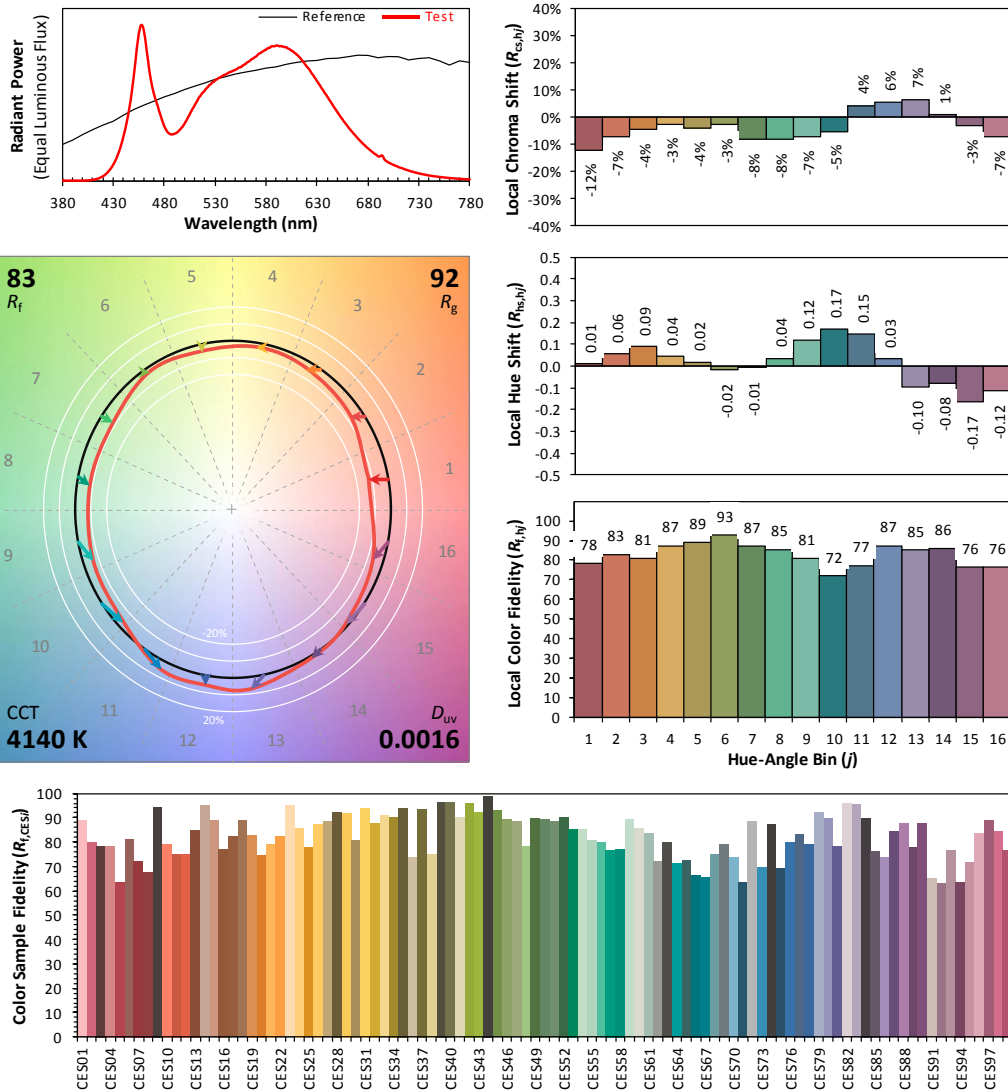 Radiant Power
(Equal Luminous Flux)
Reference
Test
380 430 480 530 580 630 680 730 780
Wavelength (nm)
Local Chroma Shift (Rcs,hj)
40%
30%
20%
10%
0%
-10%
-20%
-30%
-40%
-12% -7% -4% -3% -4% -3% -8% -8% -7% -5% 4% 6% 7% 1% -3% -7%
83
Rf
92
Rg
5 4
6 3
7 2
8 1
9 16
10 15
11 14
12 13
-20%
20%
CCT
4140 K
Duv
0.0016
Local Hue Shift (Rhs,hj)
0.5
0.4
0.3
0.2
0.1
0.0
-0.1
-0.2
-0.3
-0.4
-0.5
0.01 0.06 0.09 0.04 0.02 -0.02 -0.01 0.04 0.12 0.17 0.15 0.03 -0.10 -0.08 -0.17 -0.12
Local Color Fidelity (Rf,hj)
100
90
80
70
60
50
40
30
20
10
0
78 83 81 87 89 93 87 85 81 72 77 87 85 86 76 76
1 2 3 4 5 6 7 8 9 10 11 12 13 14 15 16
Hue-Angle Bin (j)
Color Sample Fidelity (Rf,CESi)
100
90
80
70
60
50
40
30
20
10
0
CES01 CES04 CES07 CES10 CES13 CES16 CES19 CES22 CES25 CES28 CES31 CES34 CES37 CES40 CES43 CES46 CES49 CES52 CES55 CES58 CES61 CES64 CES67 CES70 CES73 CES76 CES79 CES82 CES85 CES88 CES91 CES94 CES97